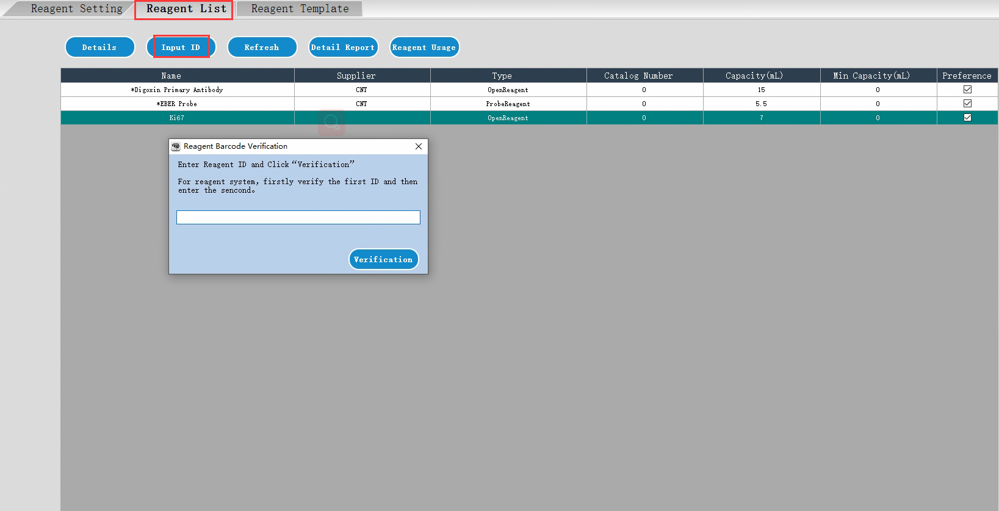 Reagent Setting Reagent List Reagent Template
Details Input ID Refresh Detail Report Reagent Usage
Name Supplier Type Catalog Number Capacity(mL) Min Capacity(mL) Preference
*Digoxin Primary Antibody CNT OpenReagent 0 15 0
*EBER Probe CNT ProbeReagent 0 5.5 0
Ki67 OpenReagent 0 7 0
Reagent Barcode Verification
Enter Reagent ID and Click “Verification”
For reagent system, firstly verify the first ID and then
enter the sencond。
Verification